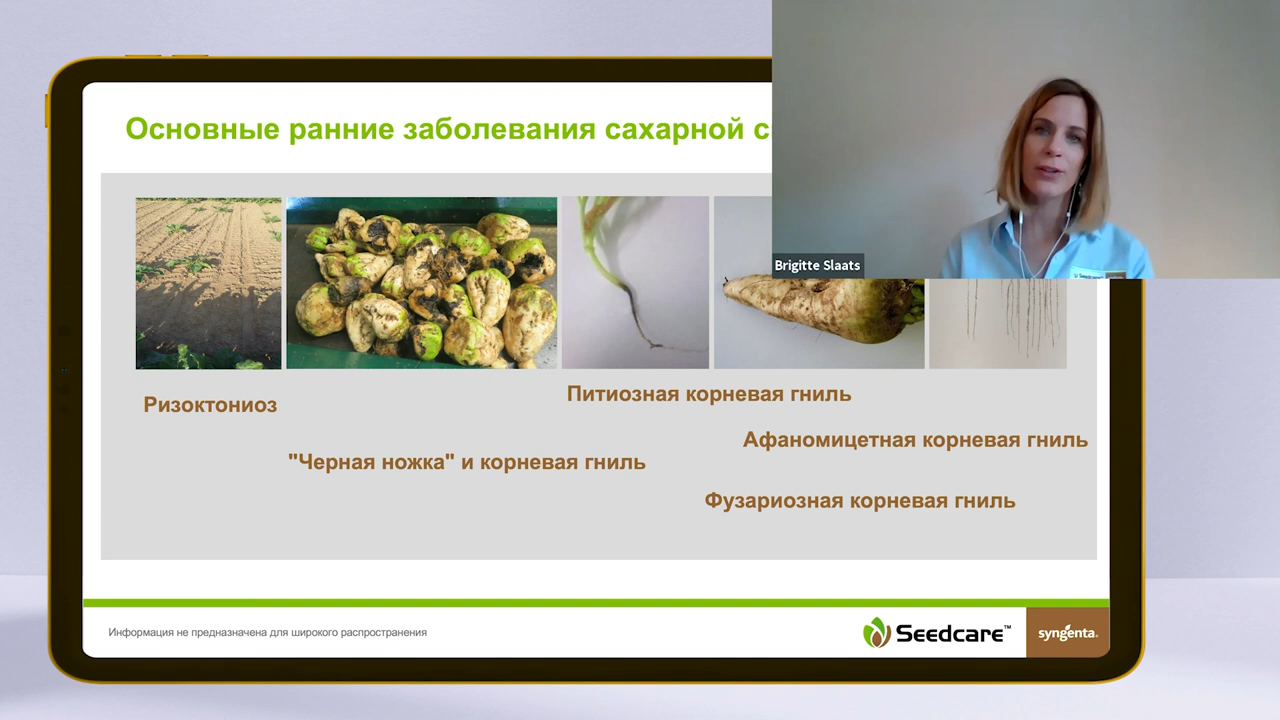 Основные ранние заболевания сахарной
Brigitte Slaats
Ризоктониоз
Питиозная корневая гниль
Афаномицетная корневая гниль
"Черная ножка" и корневая гниль
Фузариозная корневая гниль
Информация не предназначена для широкого распространения
Seedcare™
syngenta.
Seedcare